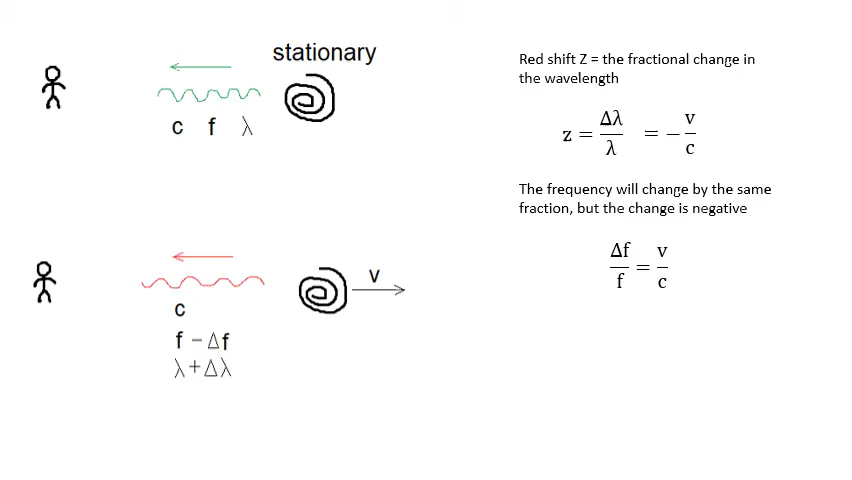 stationary
c f λ
v
c
f - Δf
λ + Δλ
Red shift Z = the fractional change in
the wavelength
z = Δλ/λ = − v/c
The frequency will change by the same
fraction, but the change is negative
Δf/f = v/c